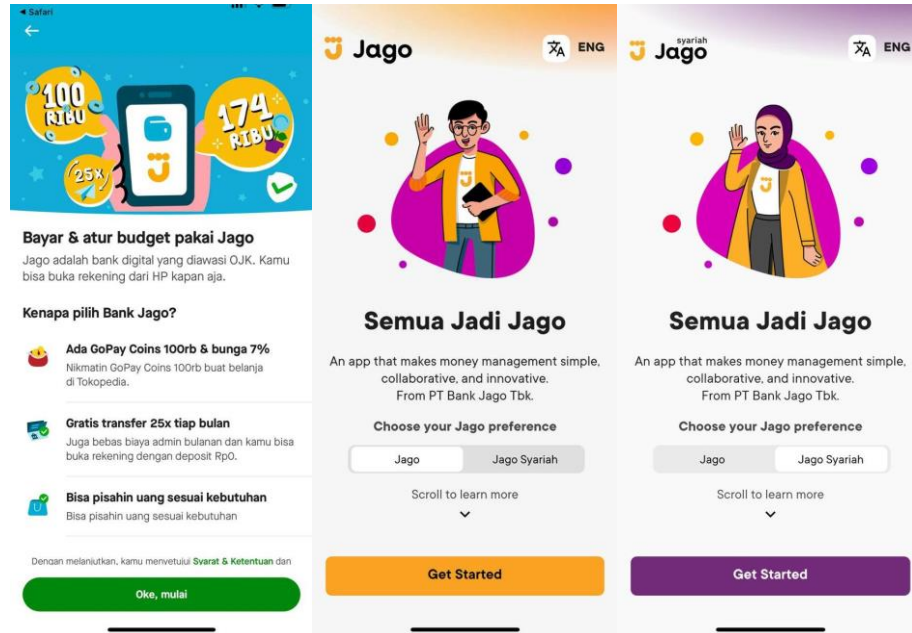 Safari
100
RIBU
174
RIBU
25x
Bayar & atur budget pakai Jago
Jago adalah bank digital yang diawasi OJK. Kamu
bisa buka rekening dari HP kapan aja.
Kenapa pilih Bank Jago?
Ada GoPay Coins 100rb & bunga 7%
Nikmatin GoPay Coins 100rb buat belanja
di Tokopedia.
Gratis transfer 25x tiap bulan
Juga bebas biaya admin bulanan dan kamu bisa
buka rekening dengan deposit Rp0.
Bisa pisahin uang sesuai kebutuhan
Bisa pisahin uang sesuai kebutuhan
Dengan melanjutkan, kamu menyetujui Syarat & Ketentuan dan
Oke, mulai
Jago
ENG
Semua Jadi Jago
An app that makes money management simple,
collaborative, and innovative.
From PT Bank Jago Tbk.
Choose your Jago preference
Jago Jago Syariah
Scroll to learn more
Get Started
syariah
Jago
ENG
Semua Jadi Jago
An app that makes money management simple,
collaborative, and innovative.
From PT Bank Jago Tbk.
Choose your Jago preference
Jago Jago Syariah
Scroll to learn more
Get Started